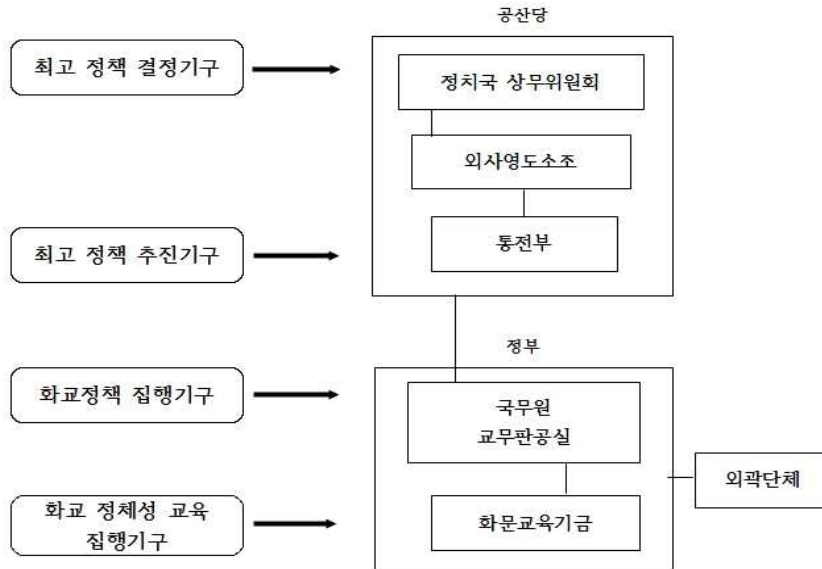 공산당
최고 정책 결정기구
정치국 상무위원회
외사영도소조
최고 정책 추진기구
통전부
정부
화교정책 집행기구
국무원
교무판공실
외곽단체
화교 정체성 교육
집행기구
화문교육기금